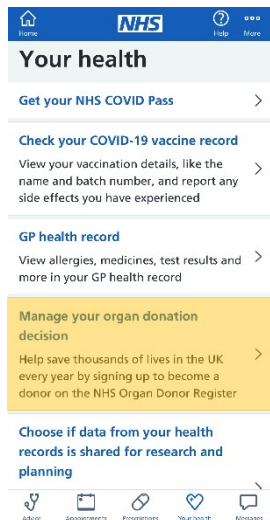 NHS
Home
Help
More
Your health
Get your NHS COVID Pass
Check your COVID-19 vaccine record
View your vaccination details, like the
name and batch number, and report any
side effects you have experienced
GP health record
View allergies, medicines, test results and
more in your GP health record
Manage your organ donation
decision
Help save thousands of lives in the UK
every year by signing up to become a
donor on the NHS Organ Donor Register
Choose if data from your health
records is shared for research and
planning
Advice Appointments Prescriptions Your health Messages